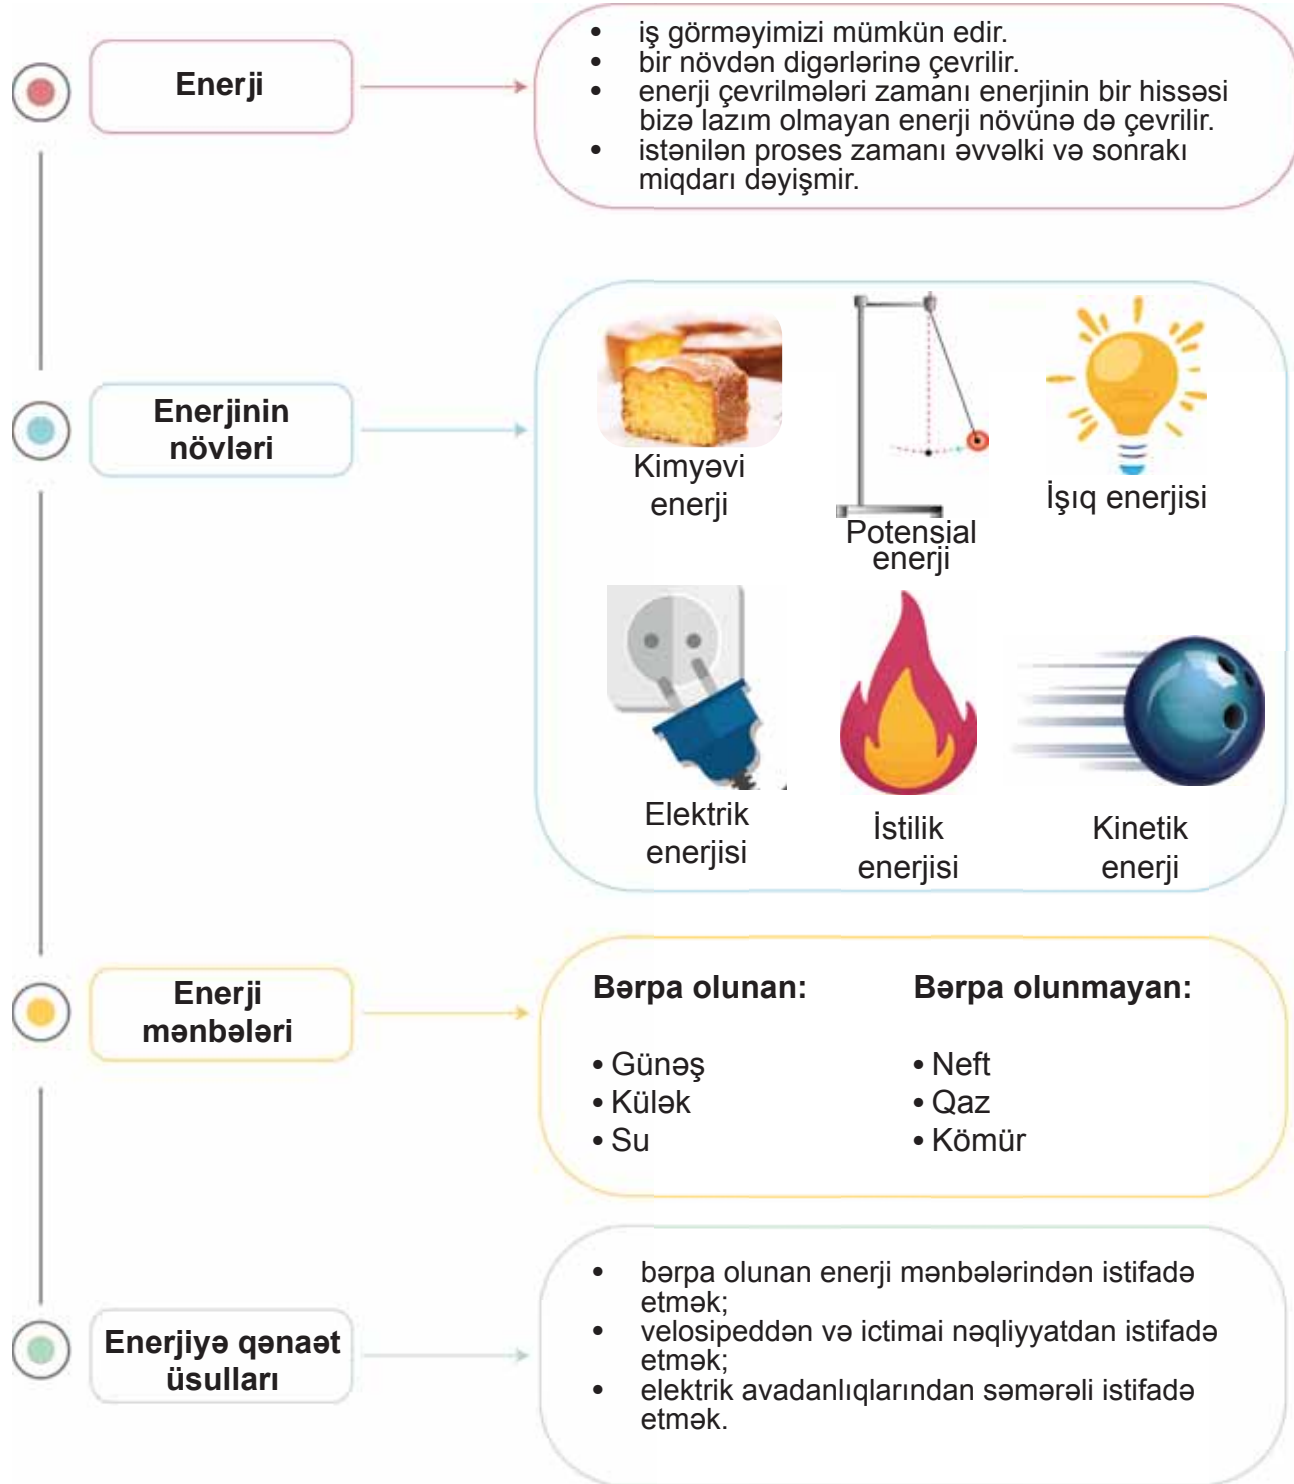 Enerji
• iş görməyimizi mümkün edir.
• bir növdən digərlərinə çevrilir.
• enerji çevrilmələri zamanı enerjinin bir hissəsi
bizə lazım olmayan enerji növünə də çevrilir.
• istənilən proses zamanı əvvəlki və sonrakı
miqdarı dəyişmir.
Enerjinin
növləri
Kimyəvi
enerji
Potensial
enerji
İşıq enerjisi
Elektrik
enerjisi
İstilik
enerjisi
Kinetik
enerji
Enerji
mənbələri
Bərpa olunan:
• Günəş
• Külək
• Su
Bərpa olunmayan:
• Neft
• Qaz
• Kömür
Enerjiyə qənaət
üsulları
• bərpa olunan enerji mənbələrindən istifadə
etmək;
• velosipeddən və ictimai nəqliyyatdan istifadə
etmək;
• elektrik avadanlıqlarından səmərəli istifadə
etmək.